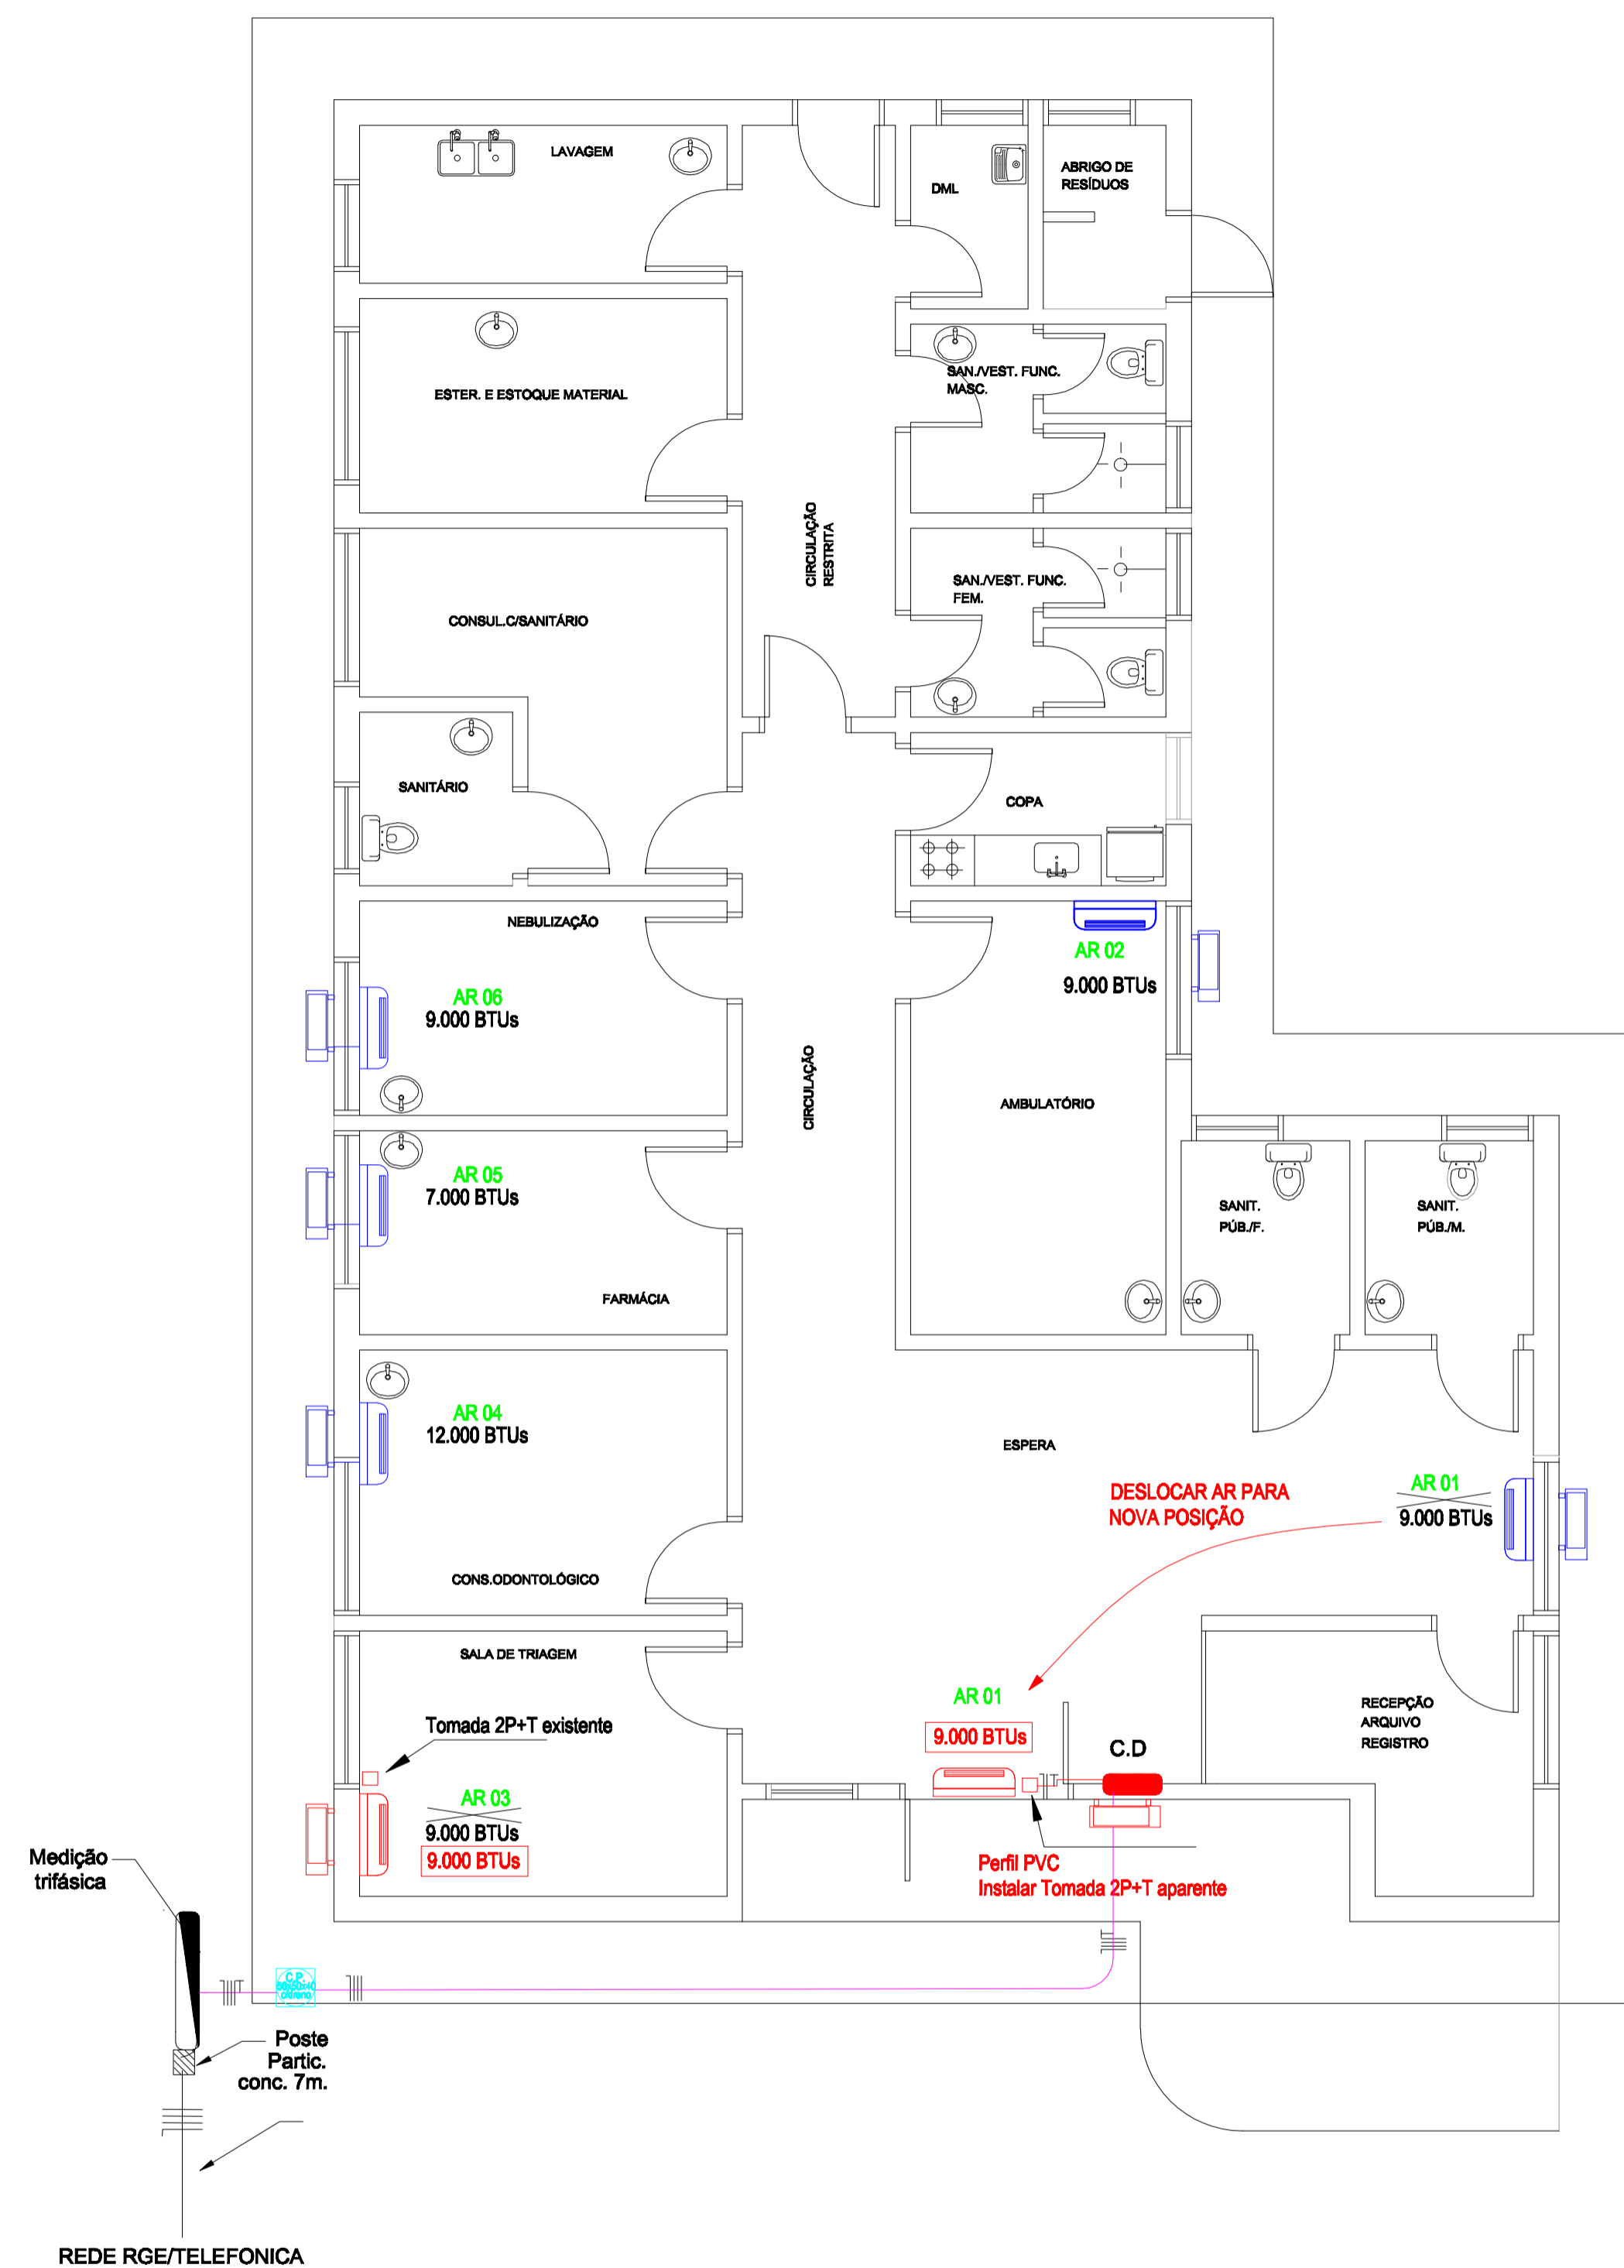 LAVAGEM
DML
ABRIGO DE
RESÍDUOS
SAN./VEST. FUNC.
MASC.
ESTER. E ESTOQUE MATERIAL
CIRCULAÇÃO
RESTRITA
SAN./VEST. FUNC.
FEM.
CONSUL.C/SANITÁRIO
SANITÁRIO
COPA
NEBULIZAÇÃO
AR 02
9.000 BTUs
AR 06
9.000 BTUs
CIRCULAÇÃO
AMBULATÓRIO
AR 05
7.000 BTUs
SANIT.
PÚB./F.
SANIT.
PÚB./M.
FARMÁCIA
AR 04
12.000 BTUs
ESPERA
DESLOCAR AR PARA
NOVA POSIÇÃO
AR 01
9.000 BTUs
CONS.ODONTOLÓGICO
SALA DE TRIAGEM
AR 01
9.000 BTUs
RECEPÇÃO
ARQUIVO
REGISTRO
Tomada 2P+T existente
C.D
AR 03
9.000 BTUs
9.000 BTUs
Perfil PVC
Instalar Tomada 2P+T aparente
Medição
trifásica
C.P.
60x60x40
c/dreno
Poste
Partic.
conc. 7m.
REDE RGE/TELEFONICA